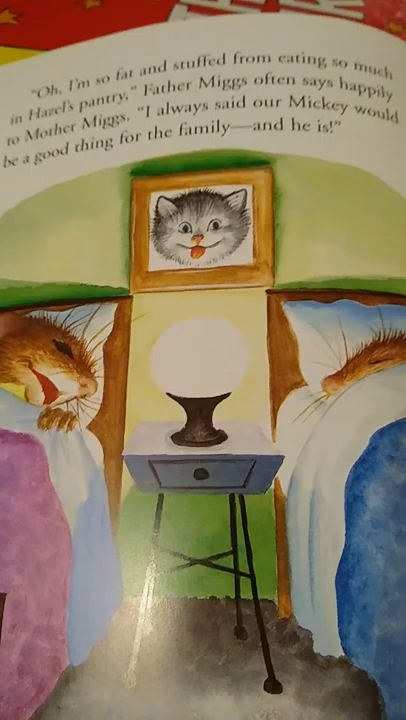 "Oh, I'm so fat and stuffed from eating so much
in Hazel's pantry," Father Miggs often says happily
to Mother Miggs. "I always said our Mickey would
be a good thing for the family—and he is!"